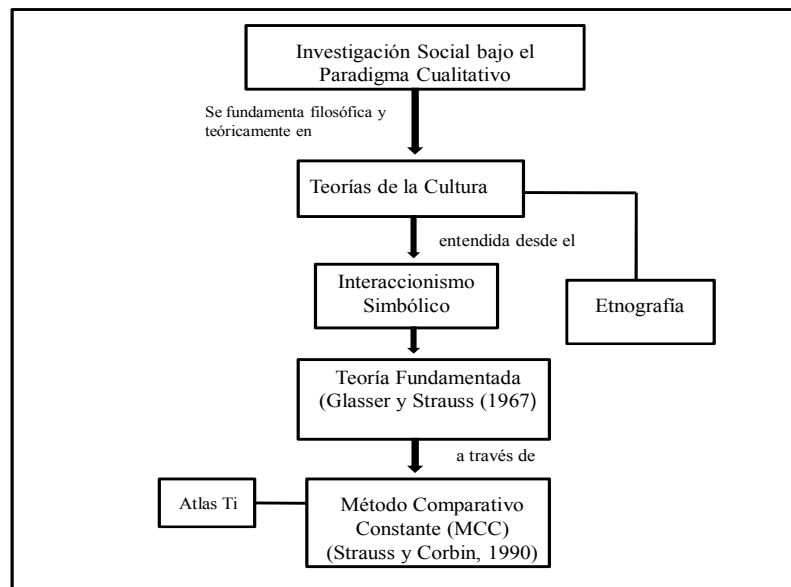 Investigación Social bajo el
Paradigma Cualitativo
Se fundamenta filosófica y
teóricamente en
Teorías de la Cultura
entendida desde el
Interaccionismo
Simbólico
Etnografía
Teoría Fundamentada
(Glasser y Strauss (1967)
a través de
Atlas Ti
Método Comparativo
Constante (MCC)
(Strauss y Corbin, 1990)